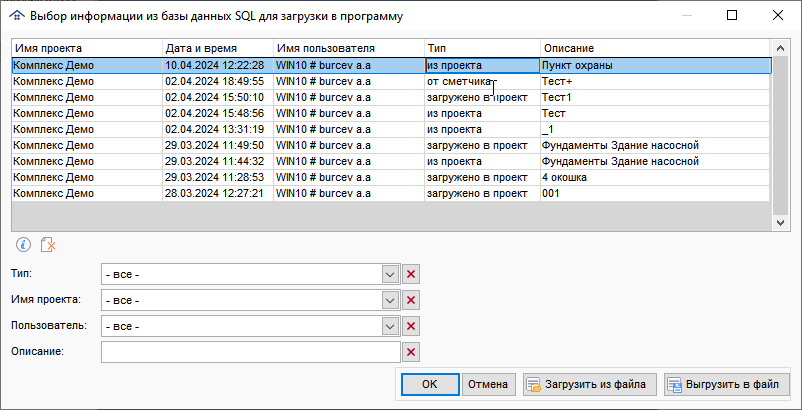 Выбор информации из базы данных SQL для загрузки в программу
Имя проекта Дата и время Имя пользователя Тип Описание
Комплекс Демо 10.04.2024 12:22:28 WIN10 # burcev a.a из проекта Пункт охраны
Комплекс Демо 02.04.2024 18:49:55 WIN10 # burcev a.a от сметчика Тест+
Комплекс Демо 02.04.2024 15:50:10 WIN10 # burcev a.a загружено в проект Тест1
Комплекс Демо 02.04.2024 15:48:56 WIN10 # burcev a.a из проекта Тест
Комплекс Демо 02.04.2024 13:31:19 WIN10 # burcev a.a из проекта _1
Комплекс Демо 29.03.2024 11:49:50 WIN10 # burcev a.a загружено в проект Фундаменты Здание насосной
Комплекс Демо 29.03.2024 11:44:32 WIN10 # burcev a.a из проекта Фундаменты Здание насосной
Комплекс Демо 29.03.2024 11:28:53 WIN10 # burcev a.a загружено в проект 4 окошка
Комплекс Демо 28.03.2024 12:27:21 WIN10 # burcev a.a загружено в проект 001
Тип: - все -
Имя проекта: - все -
Пользователь: - все -
Описание:
OK Отмена Загрузить из файла Выгрузить в файл